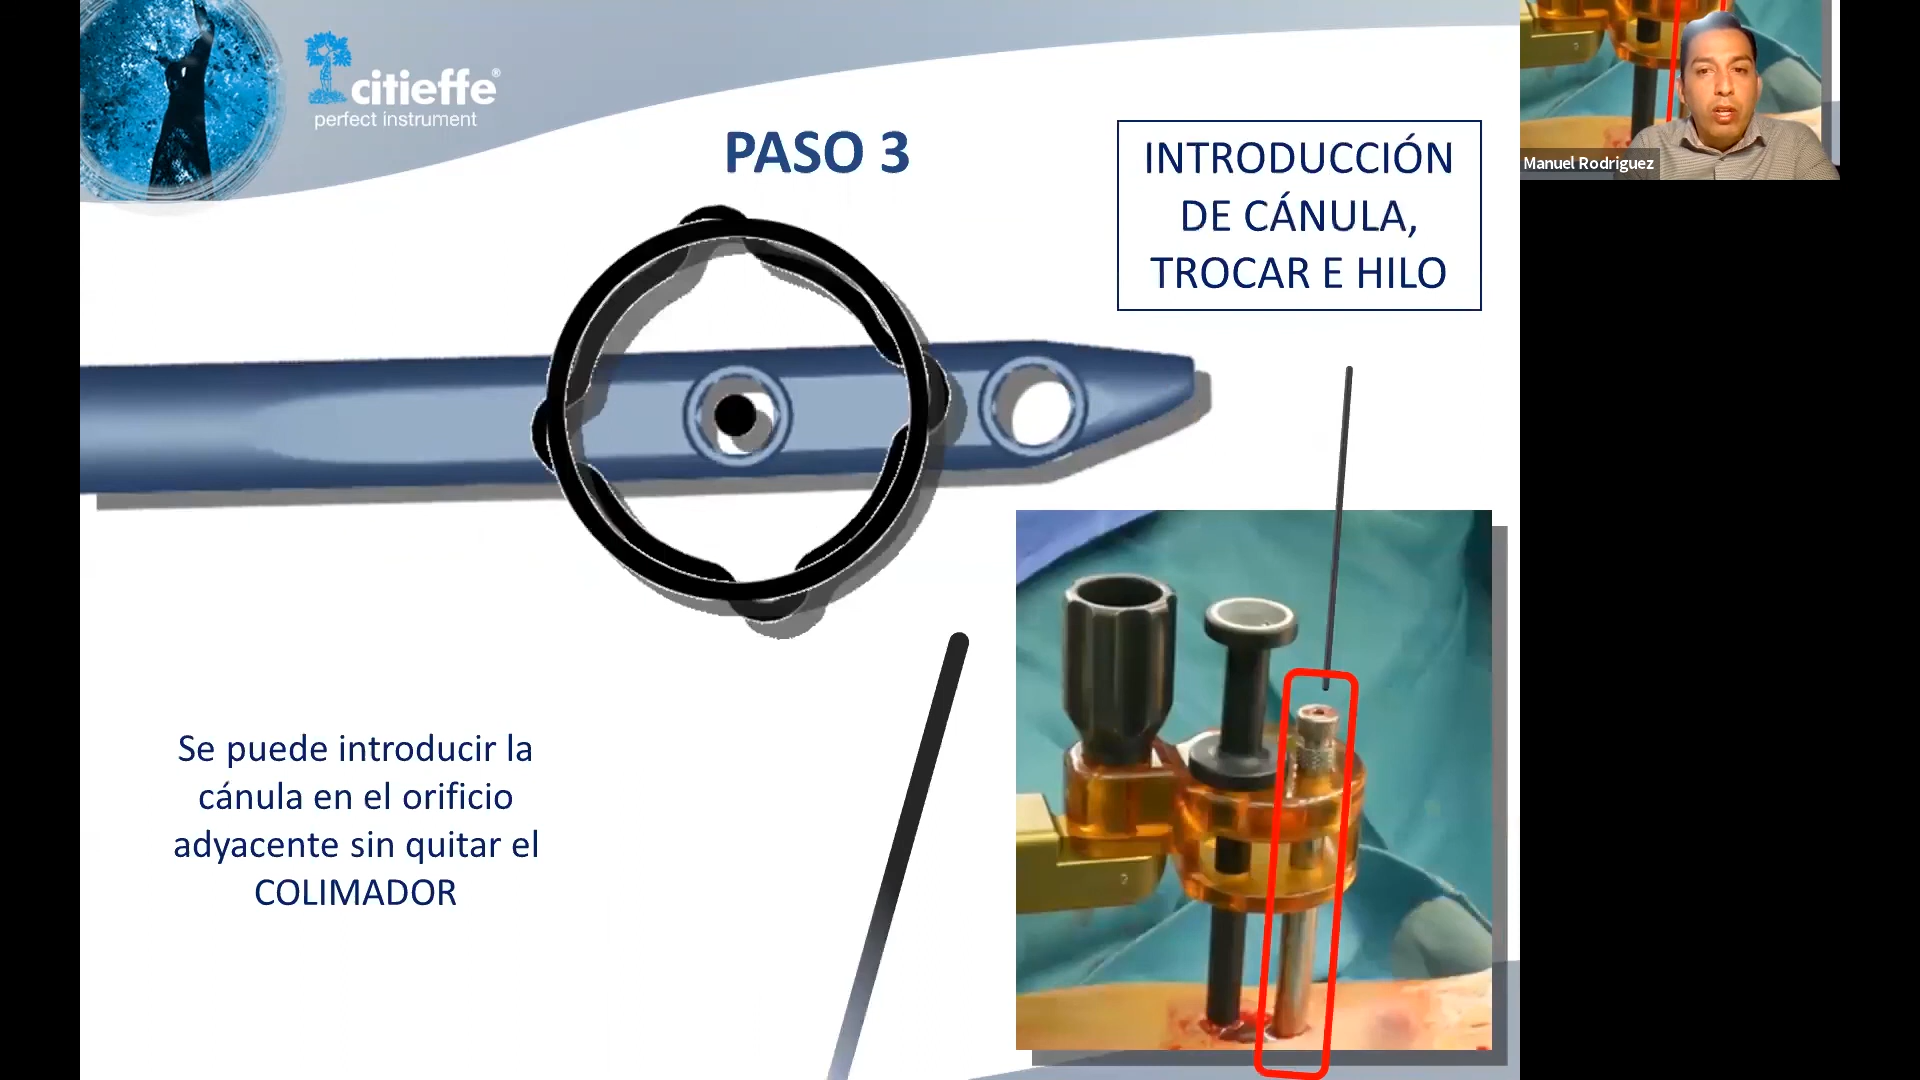 citieffe®
perfect instrument
PASO 3
INTRODUCCIÓN
DE CÁNULA,
TROCAR E HILO
Manuel Rodriguez
Se puede introducir la
cánula en el orificio
adyacente sin quitar el
COLIMADOR
2